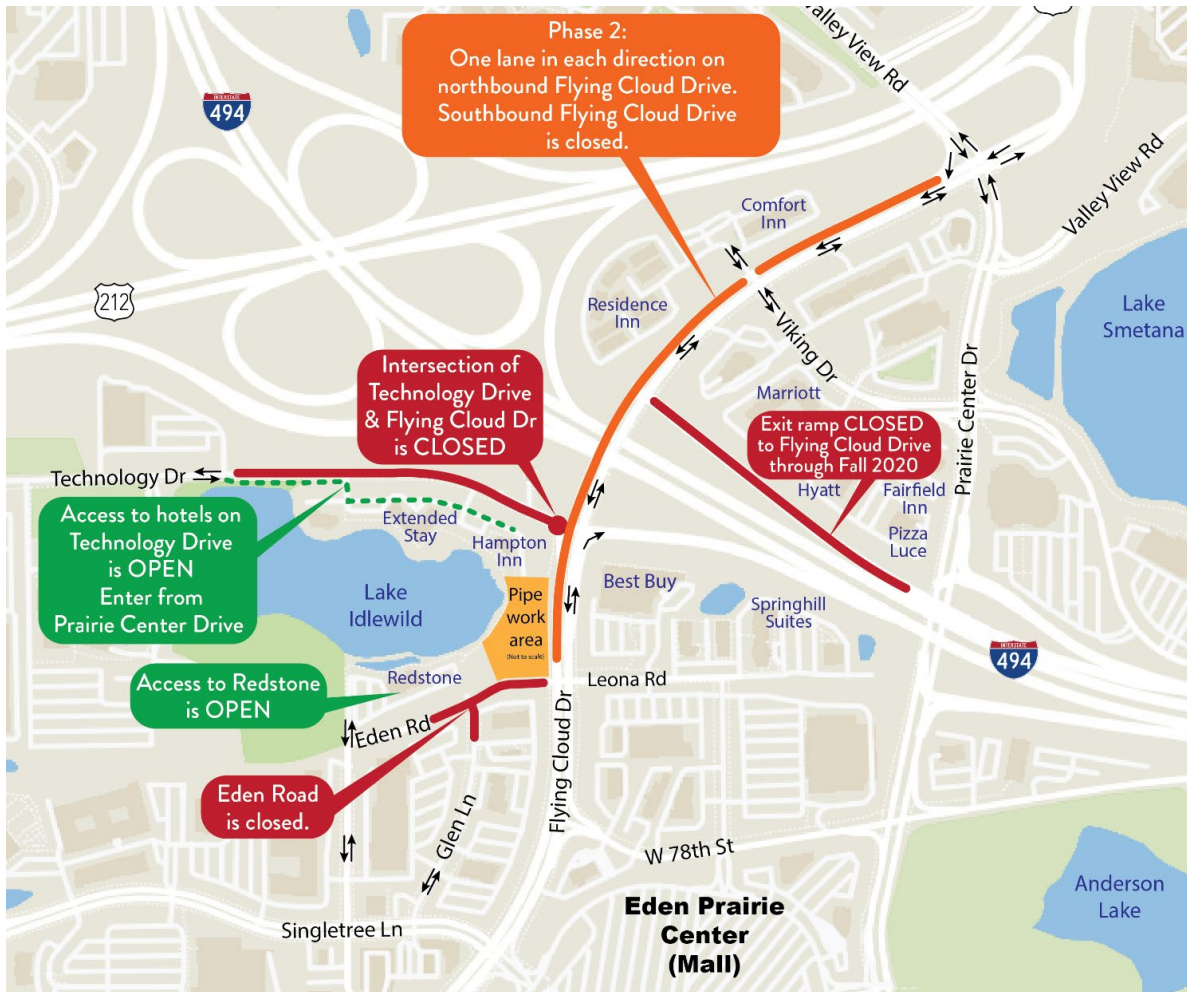 Phase 2:
One lane in each direction on
northbound Flying Cloud Drive.
Southbound Flying Cloud Drive
is closed.
Valley View Rd
INTERSTATE
494
Valley View Rd
Comfort
Inn
212
Residence
Inn
Viking Dr
Lake
Smetana
Prairie Center Dr
Intersection of
Technology Drive
& Flying Cloud Dr
is CLOSED
Marriott
Exit ramp CLOSED
to Flying Cloud Drive
through Fall 2020
Technology Dr
Hyatt
Fairfield
Inn
Pizza
Luce
Access to hotels on
Technology Drive
is OPEN
Enter from
Prairie Center Drive
Extended
Stay
Hampton
Inn
Lake
Idlewild
Pipe
work
area
(Not to scale)
Best Buy
Springhill
Suites
INTERSTATE
494
Access to Redstone
is OPEN
Redstone
Leona Rd
Eden Rd
Flying Cloud Dr
Eden Road
is closed.
Glen Ln
W 78th St
Singletree Ln
Eden Prairie
Center
(Mall)
Anderson
Lake